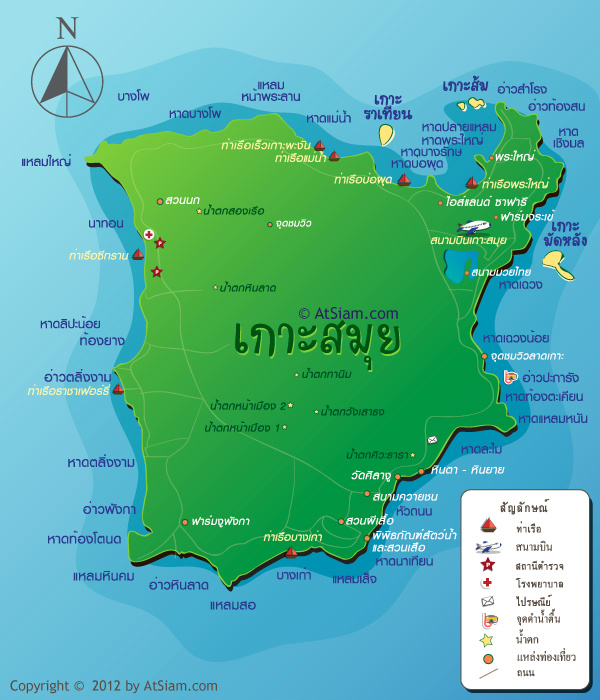 N
บางโพ
แหลม
หน้าพระลาน
หาดบางโพ
หาดแม่น้ำ
เกาะ
ราเทียน
เกาะส้ม
อ่าวสำโรง
อ่าวท้องสน
หาด
เชิงมล
หาดปลายแหลม
หาดพระใหญ่
หาดบางรักษ์
หาดบ่อผุด
ท่าเรือเร็วเกาะพะงัน
ท่าเรือแม่น้ำ
แหลมใหญ่
พระใหญ่
ท่าเรือบ่อผุด
ท่าเรือพระใหญ่
สวนนก
น้ำตกสองเรือ
ไอส์แลนด์ ซาฟารี
ฟาร์มจระเข้
นาทอน
จุดชมวิว
สนามบินเกาะสมุย
เกาะ
มัดหลัง
ท่าเรือซีทราน
สนามมวยไทย
น้ำตกหินลาด
หาดเฉวง
© AtSiam.com
เกาะสมุย
หาดลิปะน้อย
ท้องยาง
หาดเฉวงน้อย
จุดชมวิวลาดเกาะ
อ่าวตลิ่งงาม
ท่าเรือราชาเฟอร์รี่
น้ำตกทานิม
อ่าวปะการัง
หาดท้องตะเคียน
น้ำตกหน้าเมือง 2
น้ำตกวังเสาธง
หาดแหลมหนัน
น้ำตกหน้าเมือง 1
หาดตลิ่งงาม
น้ำตกศิวะธารา
หาดละไม
วัดศิลางู
หินตา - หินยาย
อ่าวพังกา
สนามควายชน
หัวถนน
ฟาร์มงูพังกา
สวนผีเสื้อ
หาดท้องโตนด
ท่าเรือบางเก่า
พิพิธภัณฑ์สัตว์น้ำ
และสวนเสือ
หาดนาเทียน
แหลมหินคม
อ่าวหินลาด
บางเก่า
แหลมเส็จ
แหลมสอ
สัญลักษณ์
ท่าเรือ
สนามบิน
สถานีตำรวจ
โรงพยาบาล
ไปรษณีย์
จุดดำน้ำตื้น
น้ำตก
แหล่งท่องเที่ยว
ถนน
Copyright © 2012 by AtSiam.com